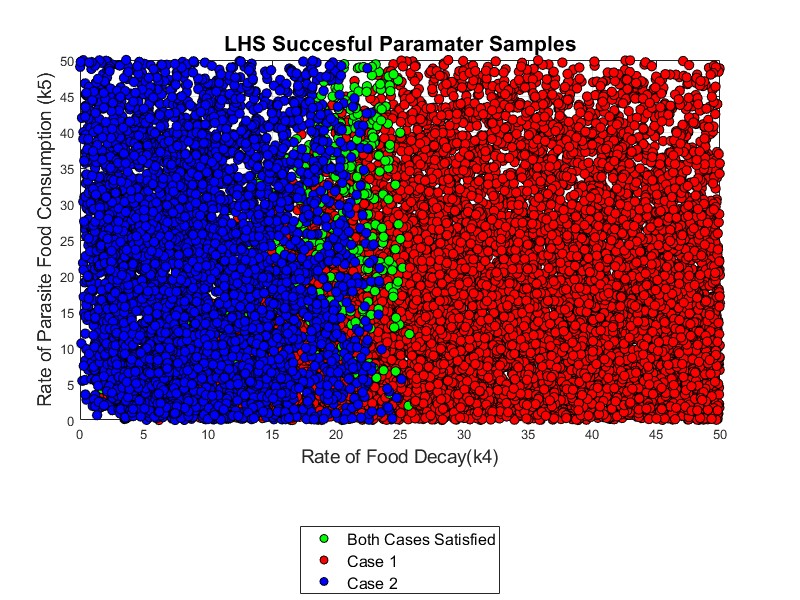 LHS Succesful Paramater Samples
Rate of Parasite Food Consumption (k5)
50
45
40
35
30
25
20
15
10
5
0
0 5 10 15 20 25 30 35 40 45 50
Rate of Food Decay(k4)
Both Cases Satisfied
Case 1
Case 2